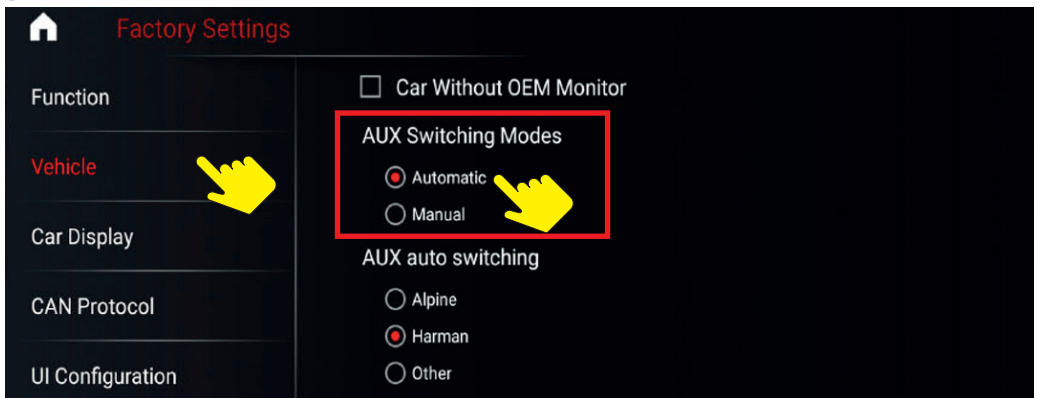 Factory Settings
Function
Vehicle
Car Display
CAN Protocol
UI Configuration
Car Without OEM Monitor
AUX Switching Modes
Automatic
Manual
AUX auto switching
Alpine
Harman
Other